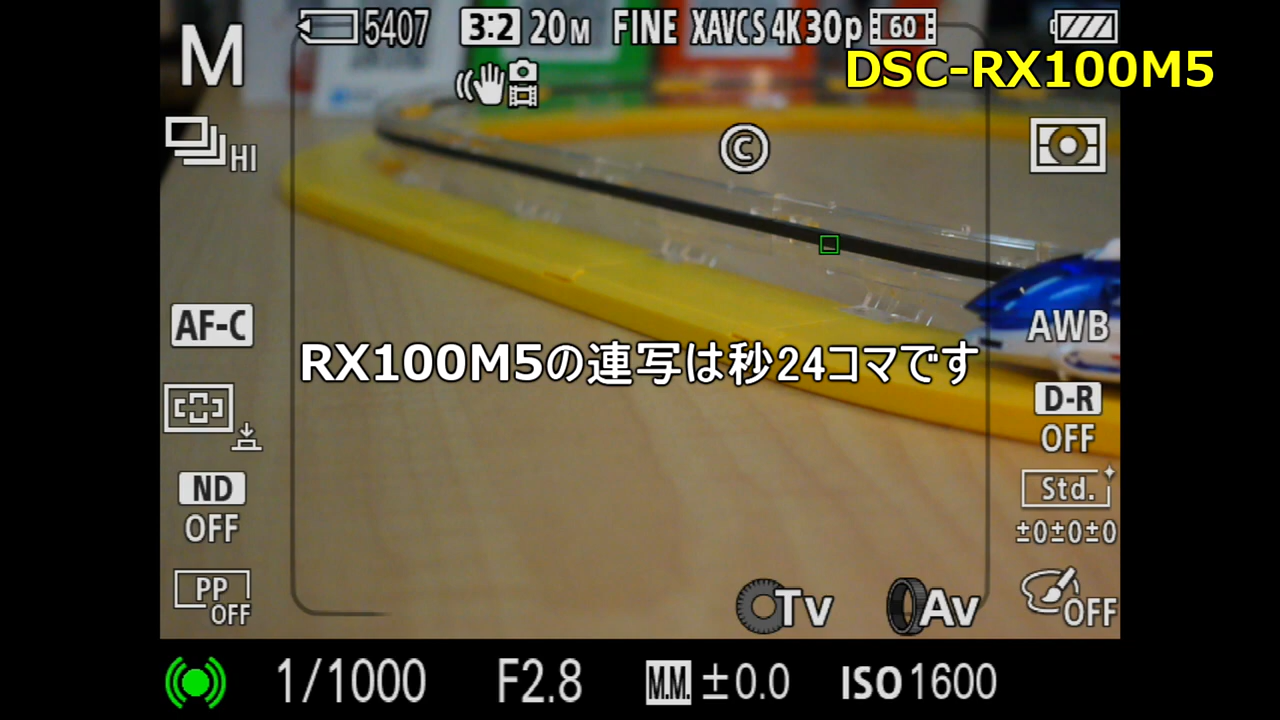 M
5407
3:2 20M FINE XAVC S 4K 30p 60
DSC-RX100M5
HI
C
AF-C
AWB
RX100M5の連写は秒24コマです
D-R
OFF
ND
OFF
Std.
±0±0±0
PP
OFF
Tv
Av
OFF
1/1000 F2.8 M.M. ±0.0 ISO 1600